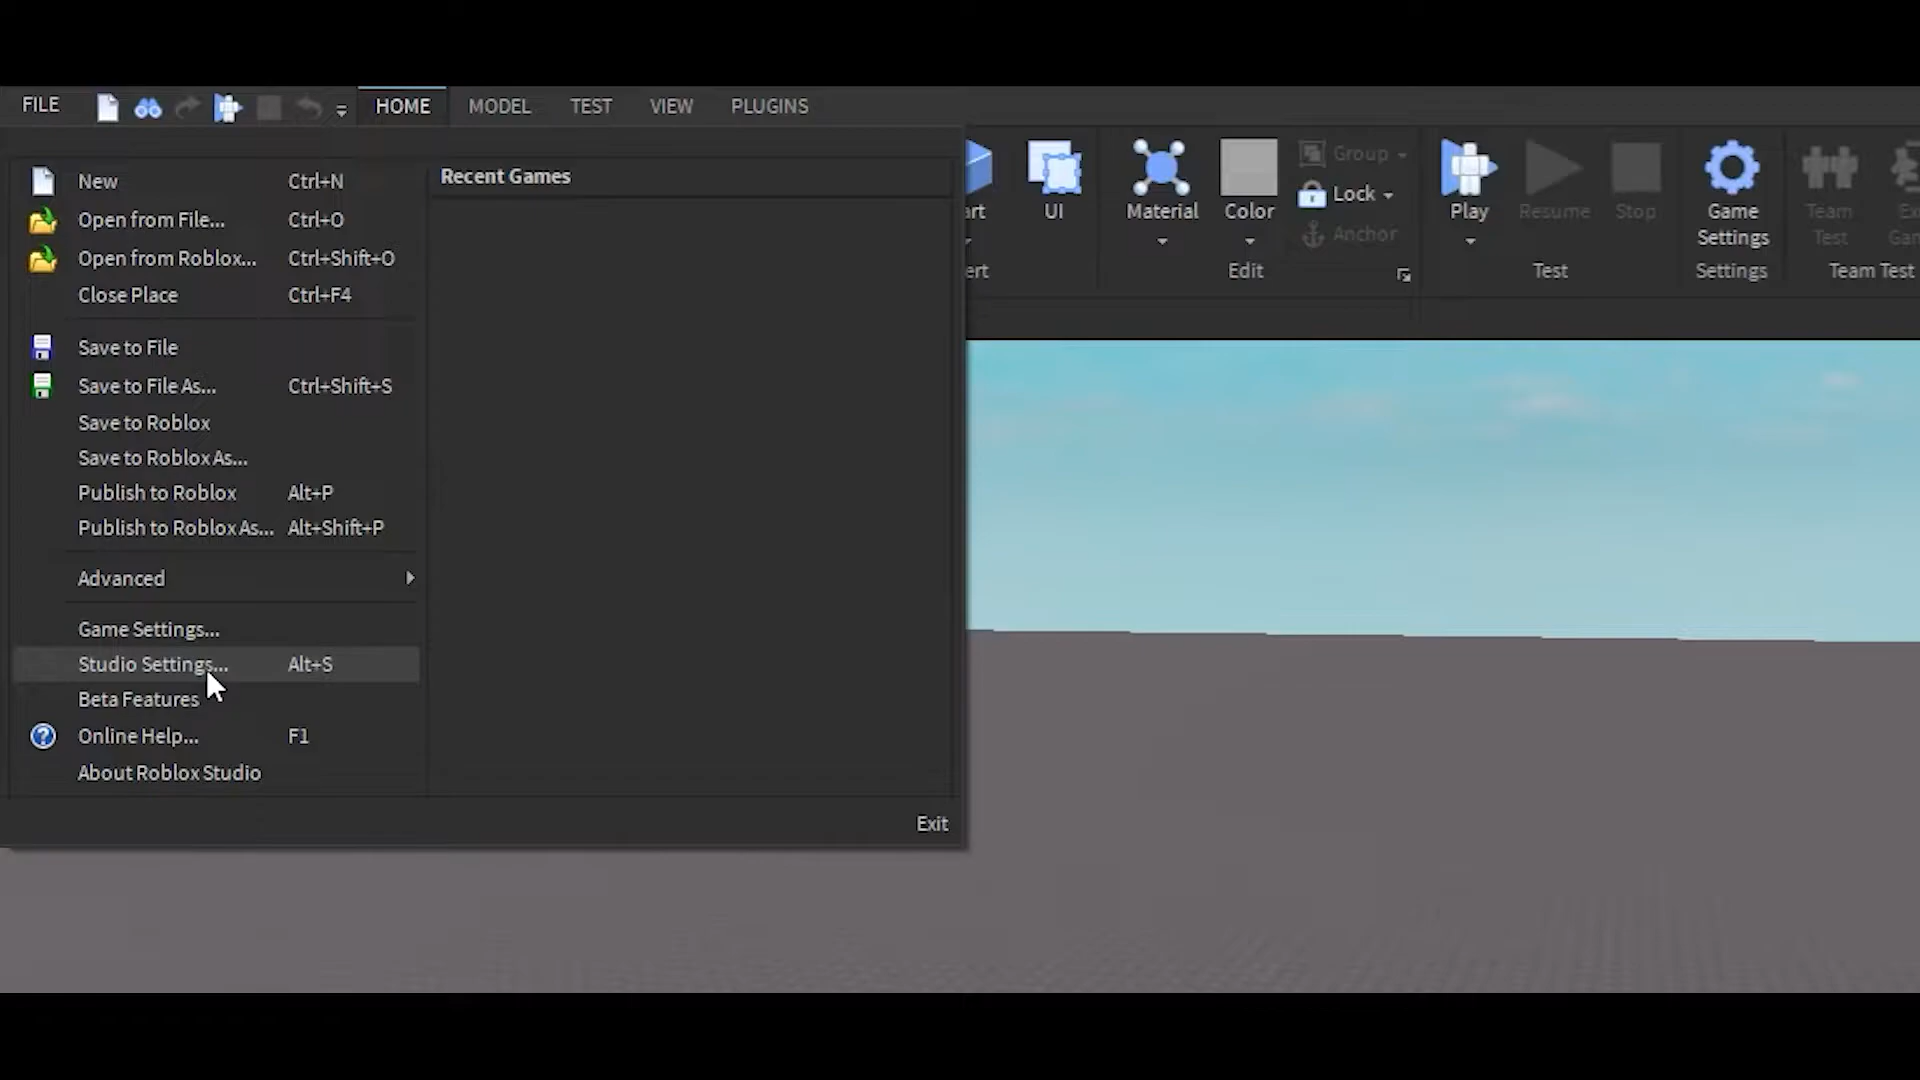 FILE
HOME
MODEL
TEST
VIEW
PLUGINS
New Ctrl+N
Open from File... Ctrl+O
Open from Roblox... Ctrl+Shift+O
Close Place Ctrl+F4
Save to File
Save to File As... Ctrl+Shift+S
Save to Roblox
Save to Roblox As...
Publish to Roblox Alt+P
Publish to Roblox As... Alt+Shift+P
Advanced
Game Settings...
Studio Settings... Alt+S
Beta Features
Online Help... F1
About Roblox Studio
Recent Games
Exit
art
ert
UI
Material
Color
Group
Lock
Anchor
Edit
Play
Resume
Stop
Test
Game
Settings
Settings
Team
Test
Team Test